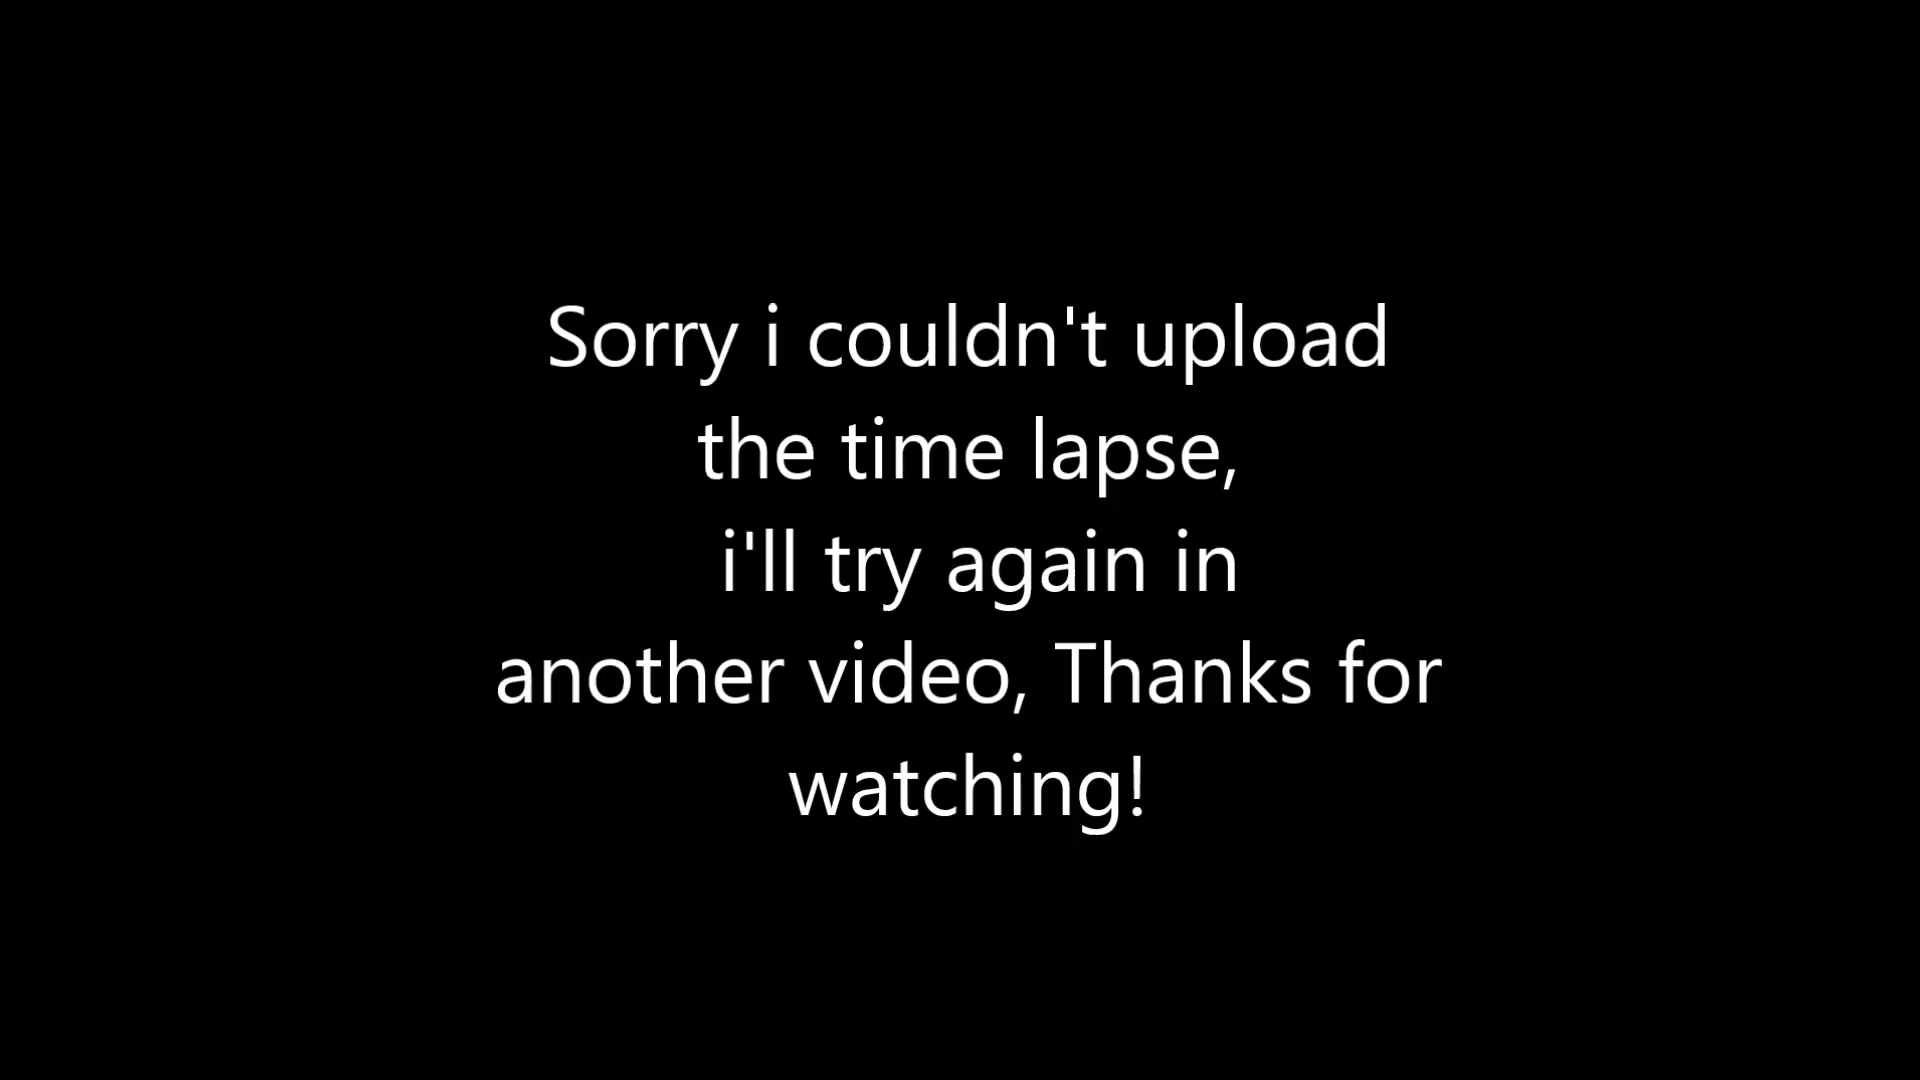 Sorry i couldn't upload
the time lapse,
i'll try again in
another video, Thanks for
watching!